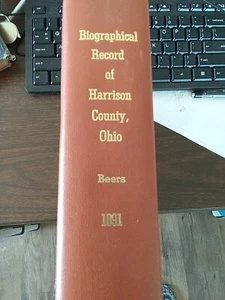 Biographical
Record
of
Harrison
County,
Ohio
Beers
1891